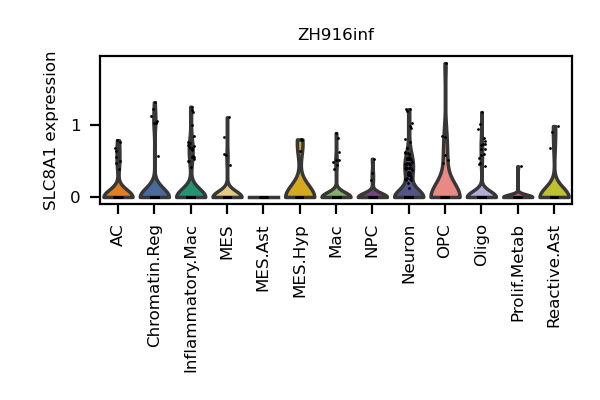 ZH916inf
SLC8A1 expression
1
0
AC
Chromatin.Reg
Inflammatory.Mac
MES
MES.Ast
MES.Hyp
Mac
NPC
Neuron
OPC
Oligo
Prolif.Metab
Reactive.Ast